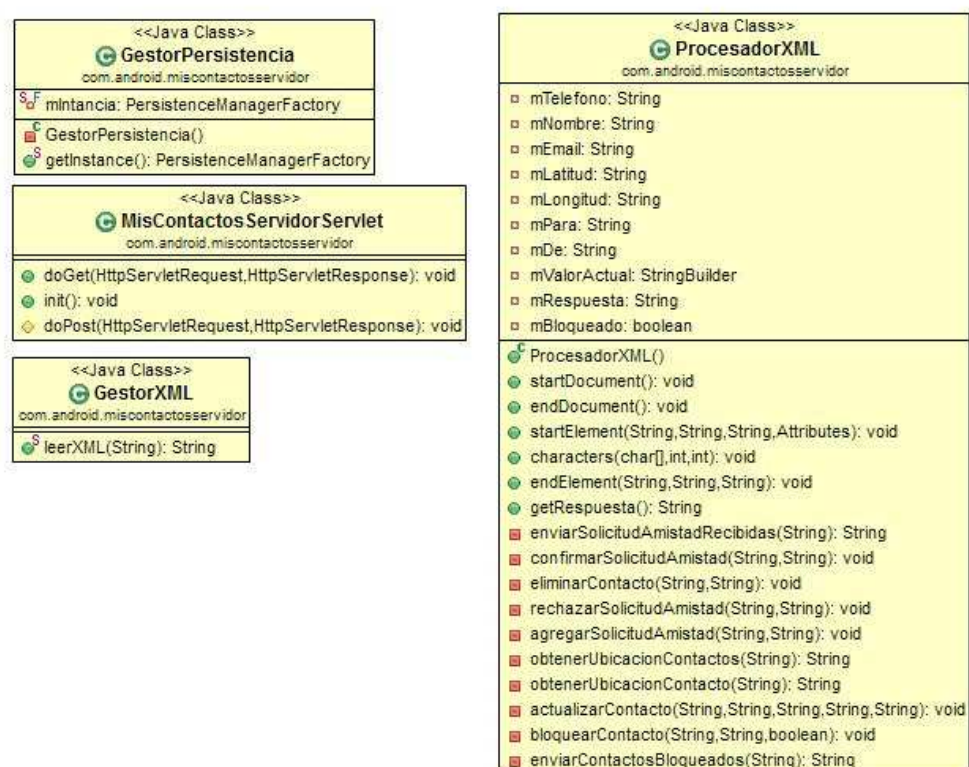 <<Java Class>>
GestorPersistencia
com.android.miscontactosservidor
mIntancia: PersistenceManagerFactory
GestorPersistencia()
getInstance(): PersistenceManagerFactory
<<Java Class>>
MisContactosServidorServlet
com.android.miscontactosservidor
doGet(HttpServletRequest,HttpServletResponse): void
init(): void
doPost(HttpServletRequest,HttpServletResponse): void
<<Java Class>>
GestorXML
com.android.miscontactosservidor
leerXML(String): String
<<Java Class>>
ProcesadorXML
com.android.miscontactosservidor
mTelefono: String
mNombre: String
mEmail: String
mLatitud: String
mLongitud: String
mPara: String
mDe: String
mValorActual: StringBuilder
mRespuesta: String
mBloqueado: boolean
ProcesadorXML()
startDocument(): void
endDocument(): void
startElement(String,String,String,Attributes): void
characters(char[],int,int): void
endElement(String,String,String): void
getRespuesta(): String
enviarSolicitudAmistadRecibidas(String): String
confirmarSolicitudAmistad(String,String): void
eliminarContacto(String,String): void
rechazarSolicitudAmistad(String,String): void
agregarSolicitudAmistad(String,String): void
obtenerUbicacionContactos(String): String
obtenerUbicacionContacto(String): String
actualizarContacto(String,String,String,String,String): void
bloquearContacto(String,String,boolean): void
enviarContactosBloqueados(String): String